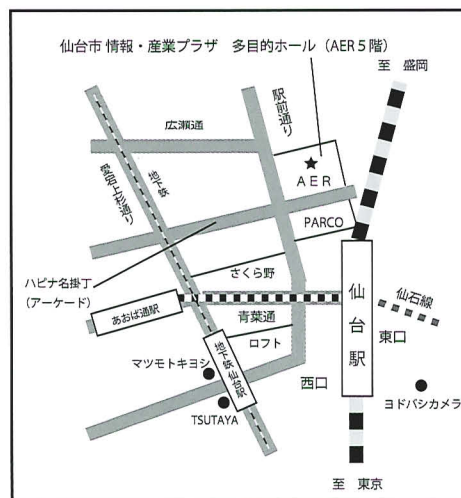 仙台市 情報・産業プラザ 多目的ホール（AER 5 階）
至 盛岡
駅前通り
広瀬通
愛宕上杉通り
地下鉄
★
AER
PARCO
ハピナ名掛丁
（アーケード）
さくら野
あおば通駅
仙台駅
仙石線
青葉通
東口
ロフト
マツモトキヨシ
地下鉄仙台駅
西口
TSUTAYA
ヨドバシカメラ
至 東京